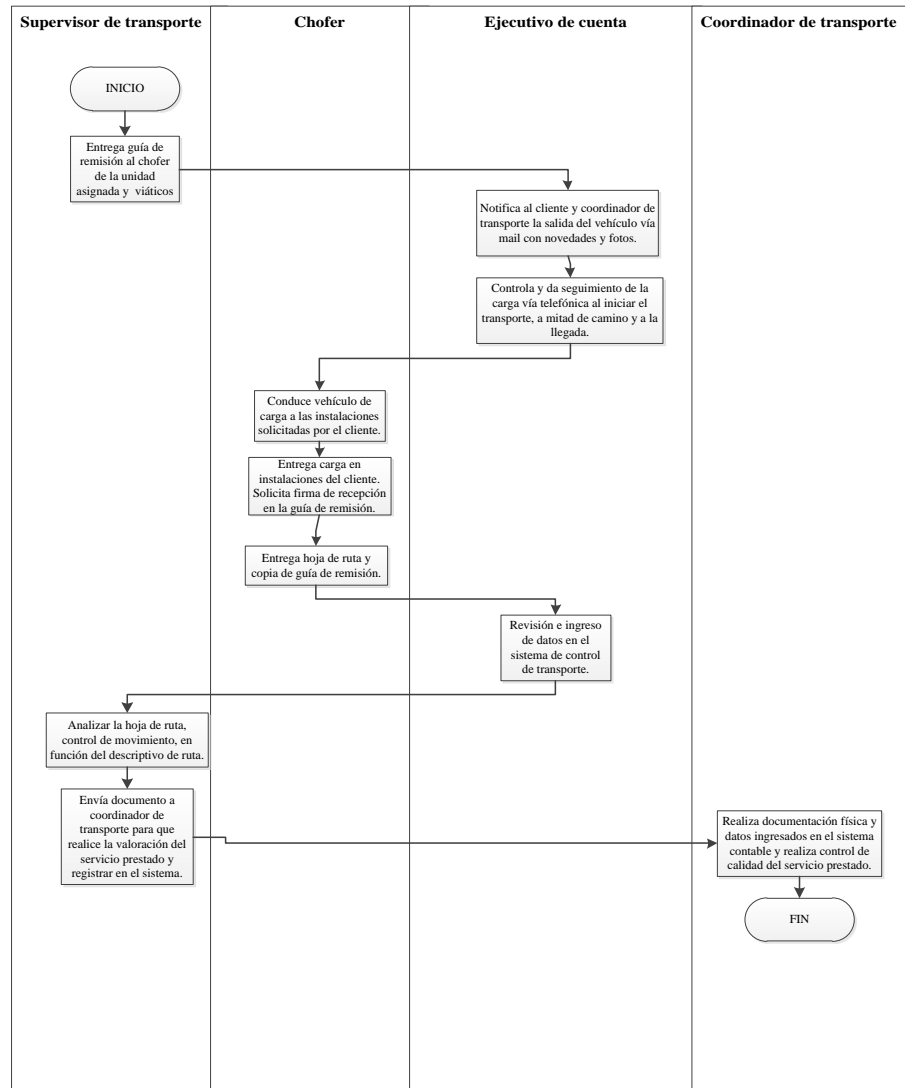 Supervisor de transporte
Chofer
Ejecutivo de cuenta
Coordinador de transporte
INICIO
Entrega guía de
remisión al chofer
de la unidad
asignada y viáticos
Notifica al cliente y coordinador de
transporte la salida del vehículo vía
mail con novedades y fotos.
Controla y da seguimiento de la
carga vía telefónica al iniciar el
transporte, a mitad de camino y a la
llegada.
Conduce vehículo de
carga a las instalaciones
solicitadas por el cliente.
Entrega carga en
instalaciones del cliente.
Solicita firma de recepción
en la guía de remisión.
Entrega hoja de ruta y
copia de guía de remisión.
Revisión e ingreso
de datos en el
sistema de control
de transporte.
Analizar la hoja de ruta,
control de movimiento, en
función del descriptivo de ruta.
Envía documento a
coordinador de
transporte para que
realice la valoración del
servicio prestado y
registrar en el sistema.
Realiza documentación física y
datos ingresados en el sistema
contable y realiza control de
calidad del servicio prestado.
FIN